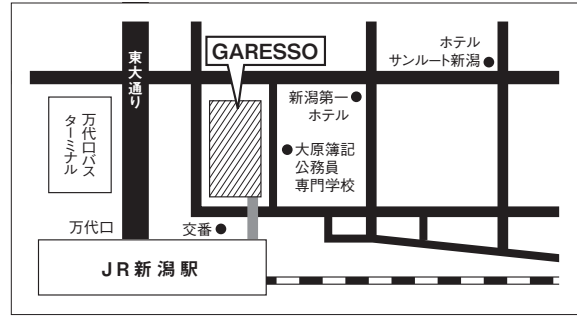 GARESSO
ホテル
サンルート新潟
東大通り
新潟第一
ホテル
万代口バス
ターミナル
大原簿記
公務員
専門学校
万代口
交番
JR新潟駅